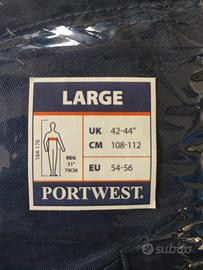 LARGE
164-176
REG
31"
79CM
UK 42-44"
CM 108-112
EU 54-56
PORTWEST.
subito